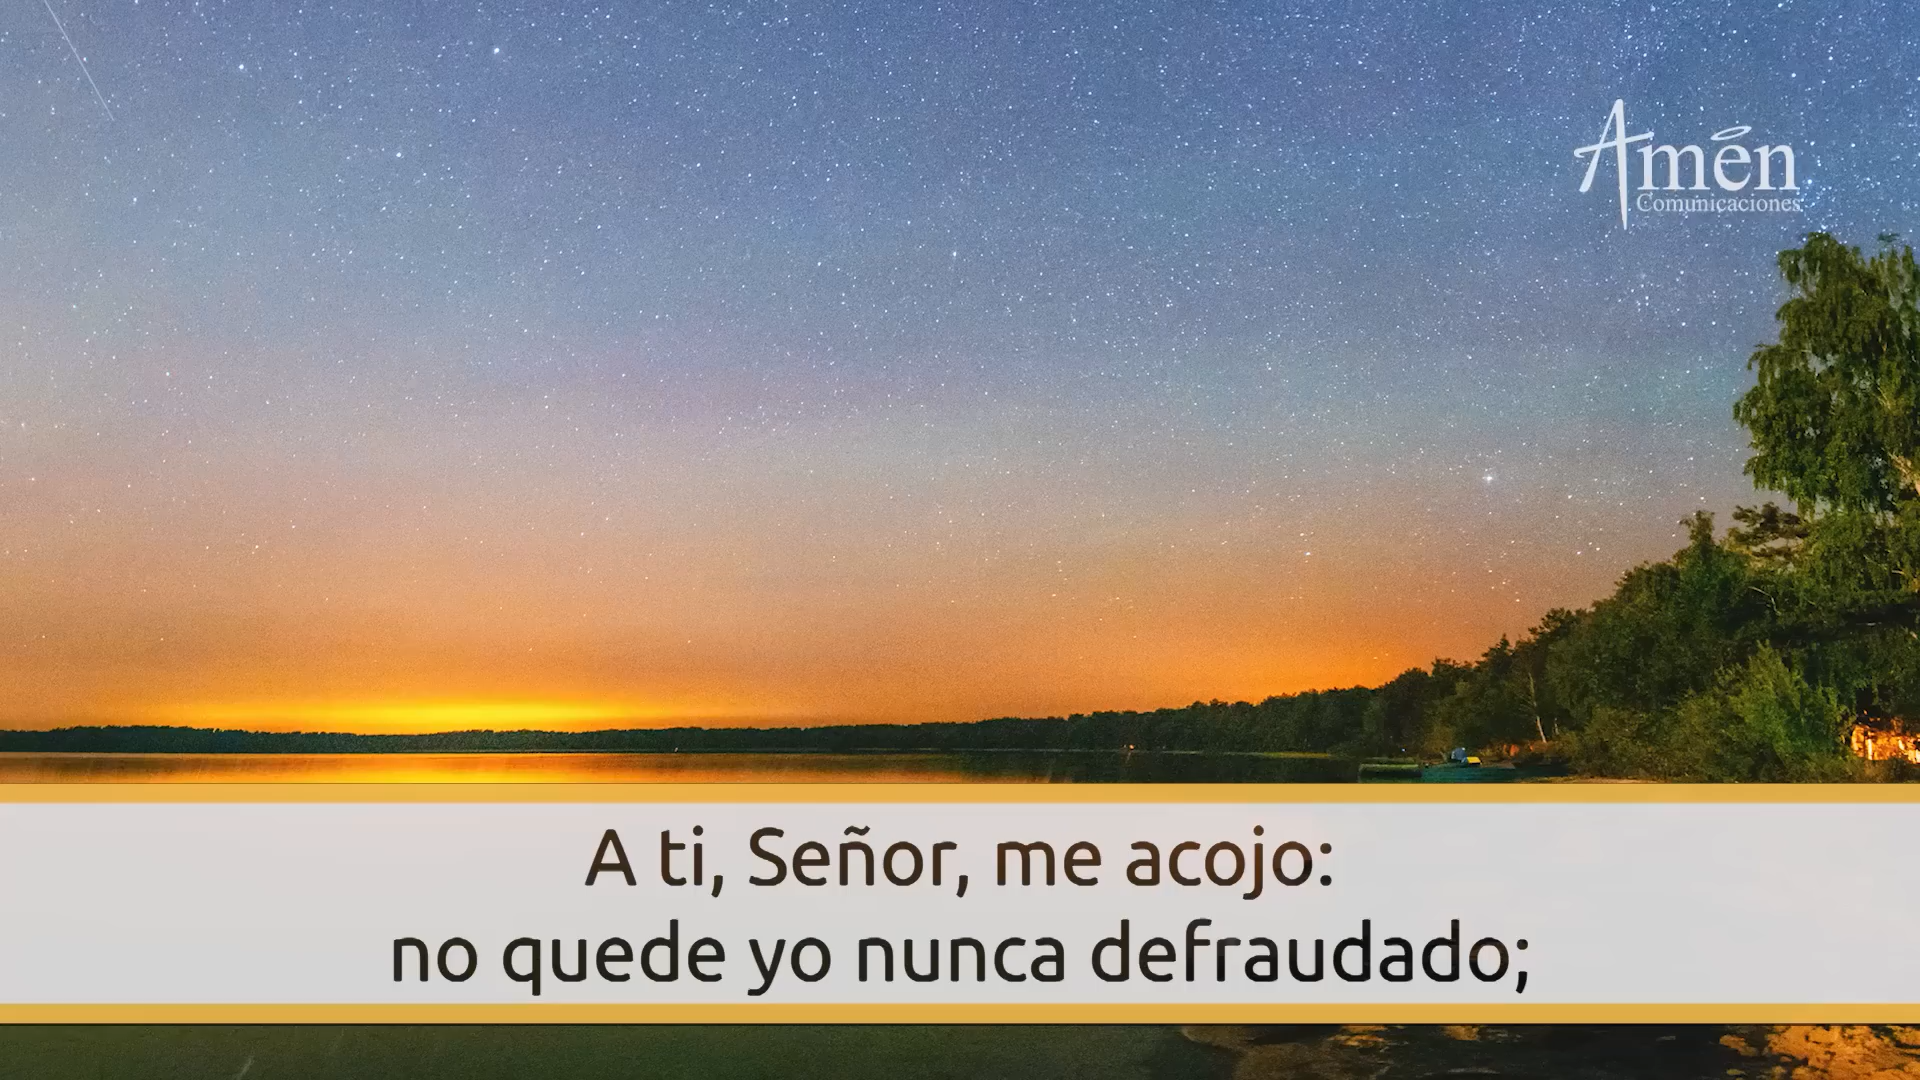 Amén
Comunicaciones
A ti, Señor, me acojo:
no quede yo nunca defraudado;